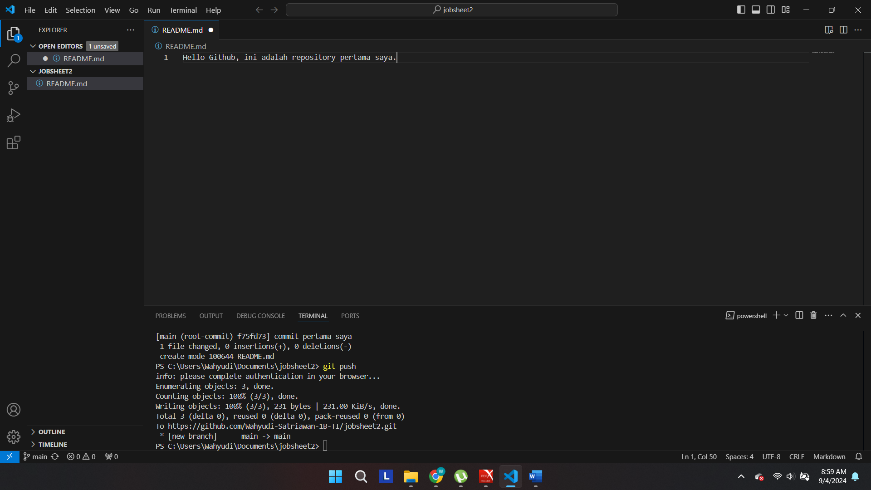 File Edit Selection View Go Run Terminal Help
jobsheet2
EXPLORER
README.md
OPEN EDITORS 1 unsaved
README.md
README.md
JOBSHEET2
README.md
1 Hello Github, ini adalah repository pertama saya.
PROBLEMS OUTPUT DEBUG CONSOLE TERMINAL PORTS
powershell
[main (root-commit) f75fd73] commit pertama saya
1 file changed, 0 insertions(+), 0 deletions(-)
create mode 100644 README.md
PS C:\Users\Wahyudi\Documents\jobsheet2> git push
info: please complete authentication in your browser...
Enumerating objects: 3, done.
Counting objects: 100% (3/3), done.
Writing objects: 100% (3/3), 231 bytes | 231.00 KiB/s, done.
Total 3 (delta 0), reused 0 (delta 0), pack-reused 0 (from 0)
To https://github.com/Wahyudi-Satriawan-1B-TI/jobsheet2.git
* [new branch] main -> main
PS C:\Users\Wahyudi\Documents\jobsheet2>
OUTLINE
TIMELINE
main 0 0 0 Ln 1, Col 50 Spaces: 4 UTF-8 CRLF Markdown
8:59 AM
9/4/2024